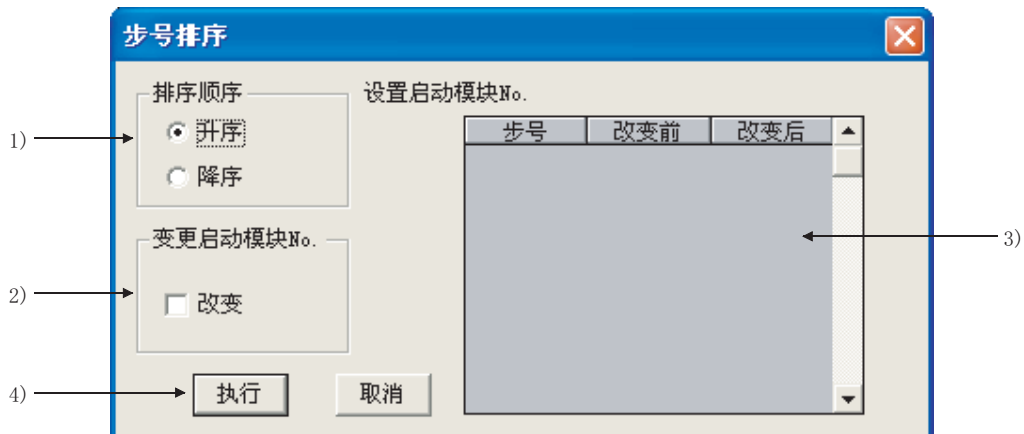 步号排序
排序顺序
设置启动模块No.
1)
升序
步号 改变前 改变后
降序
变更启动模块No.
3)
2)
改变
4)
执行
取消